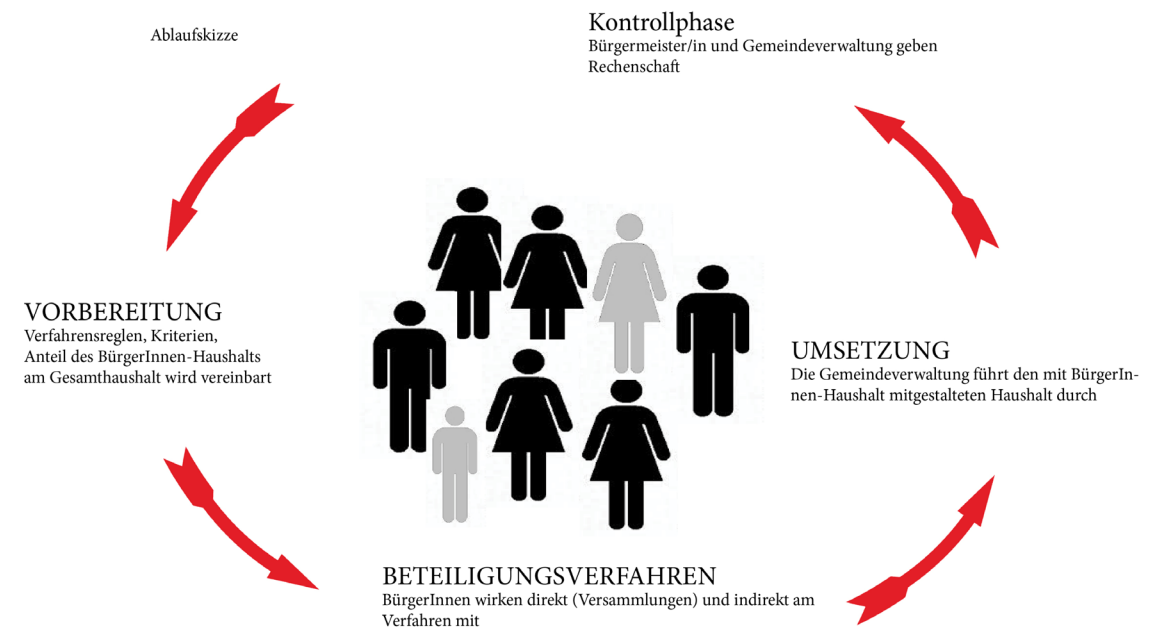 Ablaufskizze
Kontrollphase
Bürgermeister/in und Gemeindeverwaltung geben
Rechenschaft
VORBEREITUNG
Verfahrensreglen, Kriterien,
Anteil des BürgerInnen-Haushalts
am Gesamthaushalt wird vereinbart
BETEILIGUNGSVERFAHREN
BürgerInnen wirken direkt (Versammlungen) und indirekt am
Verfahren mit
UMSETZUNG
Die Gemeindeverwaltung führt den mit BürgerIn-
nen-Haushalt mitgestalteten Haushalt durch